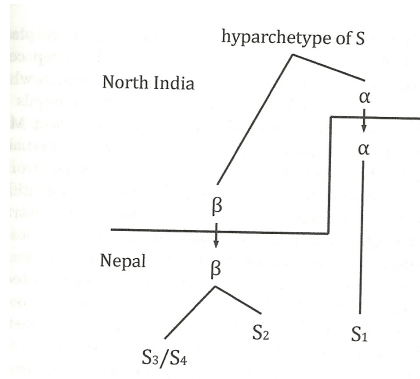 hyparchetype of S
North India
α
α
β
Nepal
β
S2
S1
S3/S4